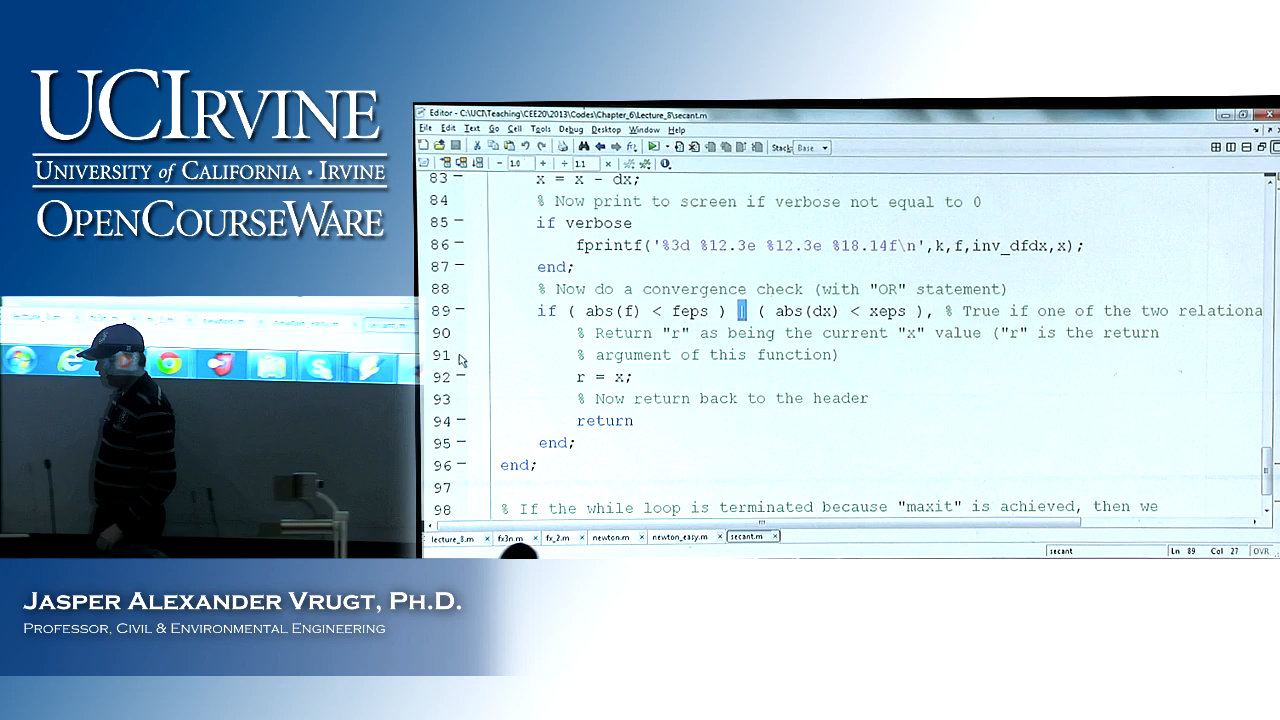 UCIRVINE
UNIVERSITY of CALIFORNIA · IRVINE
OPENCOURSEWARE
Editor - C:\UCI\Teaching\CEE20\2013\Codes\Chapter_6\Lecture_8\secant.m
File Edit Text Go Cell Tools Debug Desktop Window Help
Stack: Base
1.0 1.1
83 x = x - dx;
84 % Now print to screen if verbose not equal to 0
85 if verbose
86 fprintf('%3d %12.3e %12.3e %18.14f\n',k,f,inv_dfdx,x);
87 end;
88 % Now do a convergence check (with "OR" statement)
89 if ( abs(f) < feps ) | ( abs(dx) < xeps ), % True if one of the two relationa
90 % Return "r" as being the current "x" value ("r" is the return
91 % argument of this function)
92 r = x;
93 % Now return back to the header
94 return
95 end;
96 end;
97
98 % If the while loop is terminated because "maxit" is achieved, then we
lecture_8.m fx3n.m fx_2.m newton.m newton_easy.m secant.m
secant Ln 89 Col 27 OVR
JASPER ALEXANDER VRUGT, PH.D.
PROFESSOR, CIVIL & ENVIRONMENTAL ENGINEERING